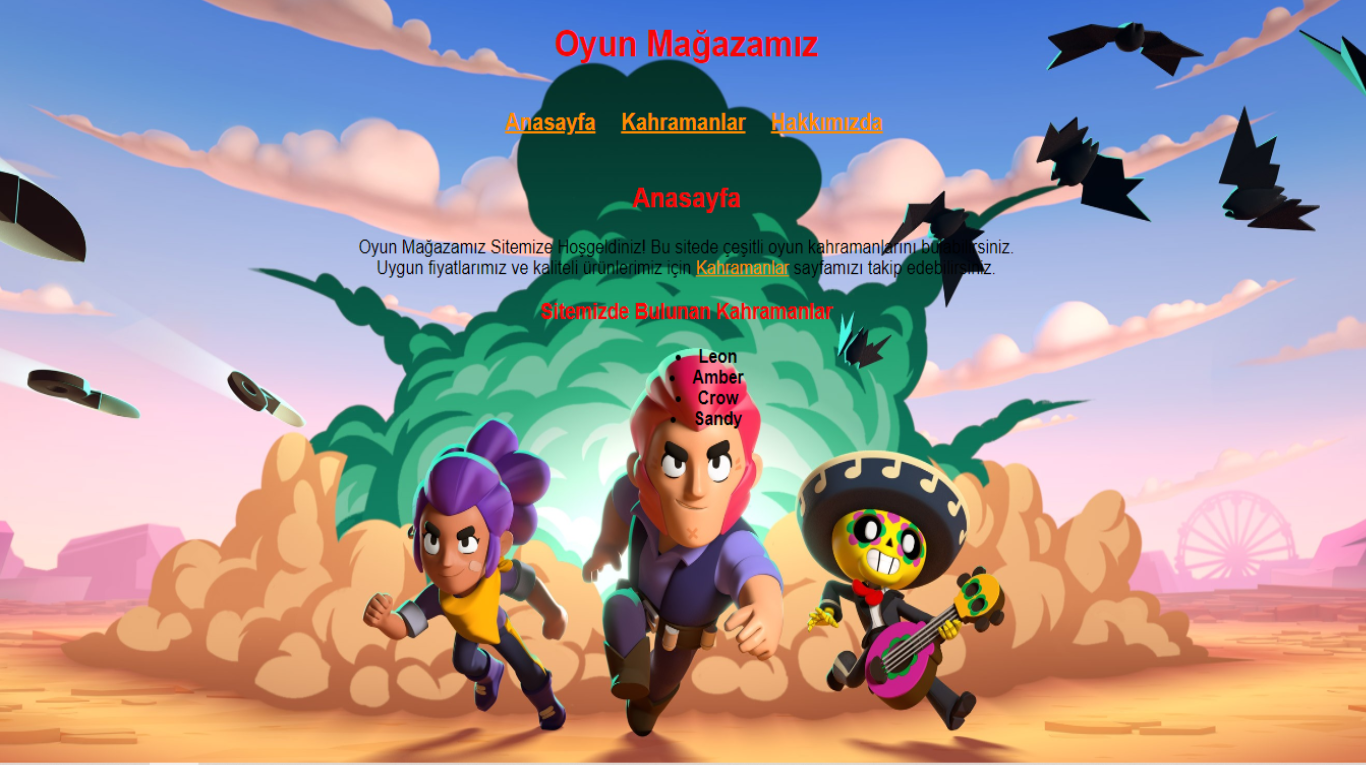 Oyun Mağazamız
Anasayfa Kahramanlar Hakkımızda
Anasayfa
Oyun Mağazamız Sitemize Hoşgeldiniz! Bu sitede çeşitli oyun kahramanlarını bulabilirsiniz.
Uygun fiyatlarımız ve kaliteli ürünlerimiz için Kahramanlar sayfamızı takip edebilirsiniz.
Sitemizde Bulunan Kahramanlar
• Leon
• Amber
• Crow
• Sandy